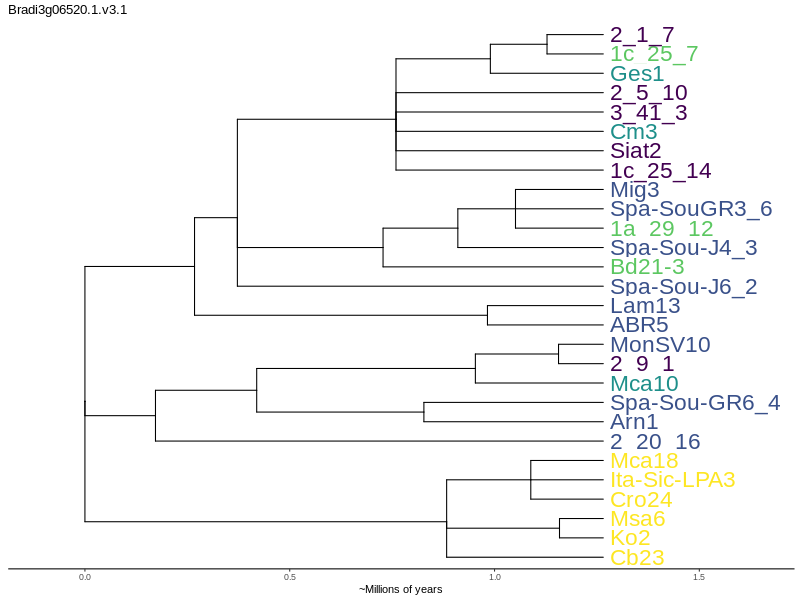 Bradi3g06520.1.v3.1
2_1_7
1c_25_7
Ges1
2_5_10
3_41_3
Cm3
Siat2
1c_25_14
Mig3
Spa-SouGR3_6
1a_29_12
Spa-Sou-J4_3
Bd21-3
Spa-Sou-J6_2
Lam13
ABR5
MonSV10
2_9_1
Mca10
Spa-Sou-GR6_4
Arn1
2_20_16
Mca18
Ita-Sic-LPA3
Cro24
Msa6
Ko2
Cb23
0.0 0.5 1.0 1.5
~Millions of years